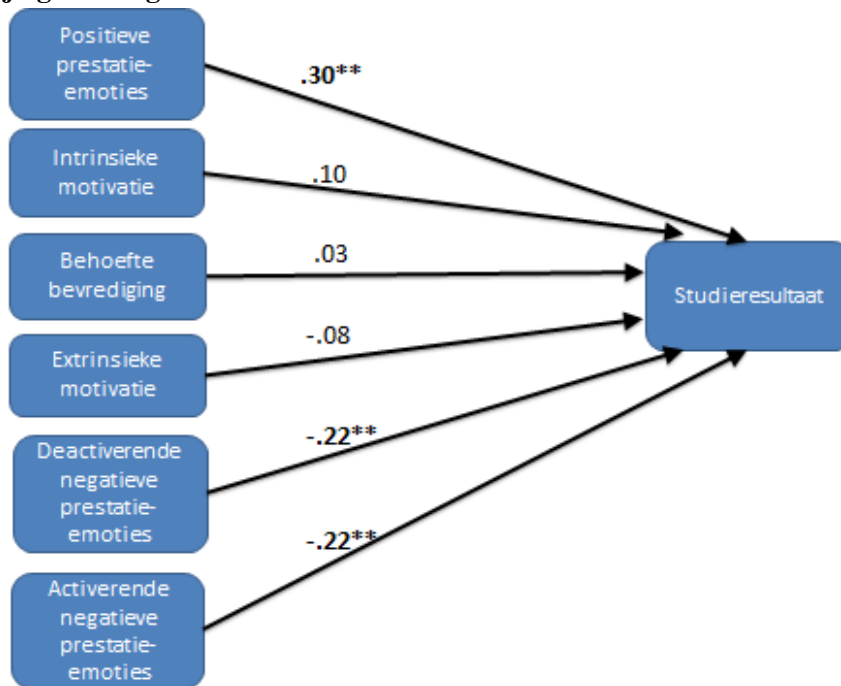 Positieve
prestatie-
emoties
.30**
Intrinsieke
motivatie
.10
Behoefte
bevrediging
.03
Studieresultaat
Extrinsieke
motivatie
-.08
Deactiverende
negatieve
prestatie-
emoties
-.22**
Activerende
negatieve
prestatie-
emoties
-.22**